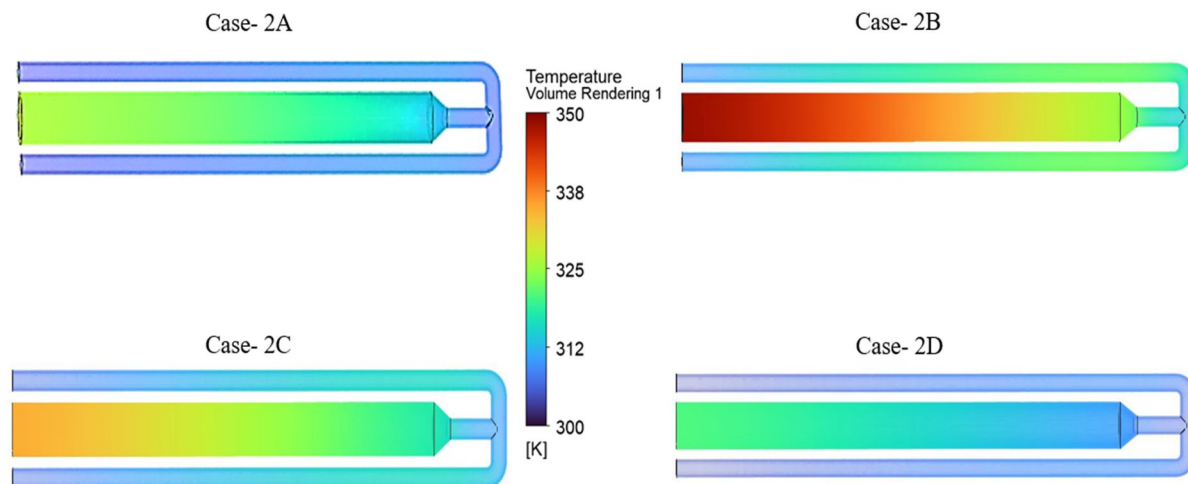 Case- 2A
Case- 2B
Temperature
Volume Rendering 1
350
338
325
312
300
[K]
Case- 2C
Case- 2D